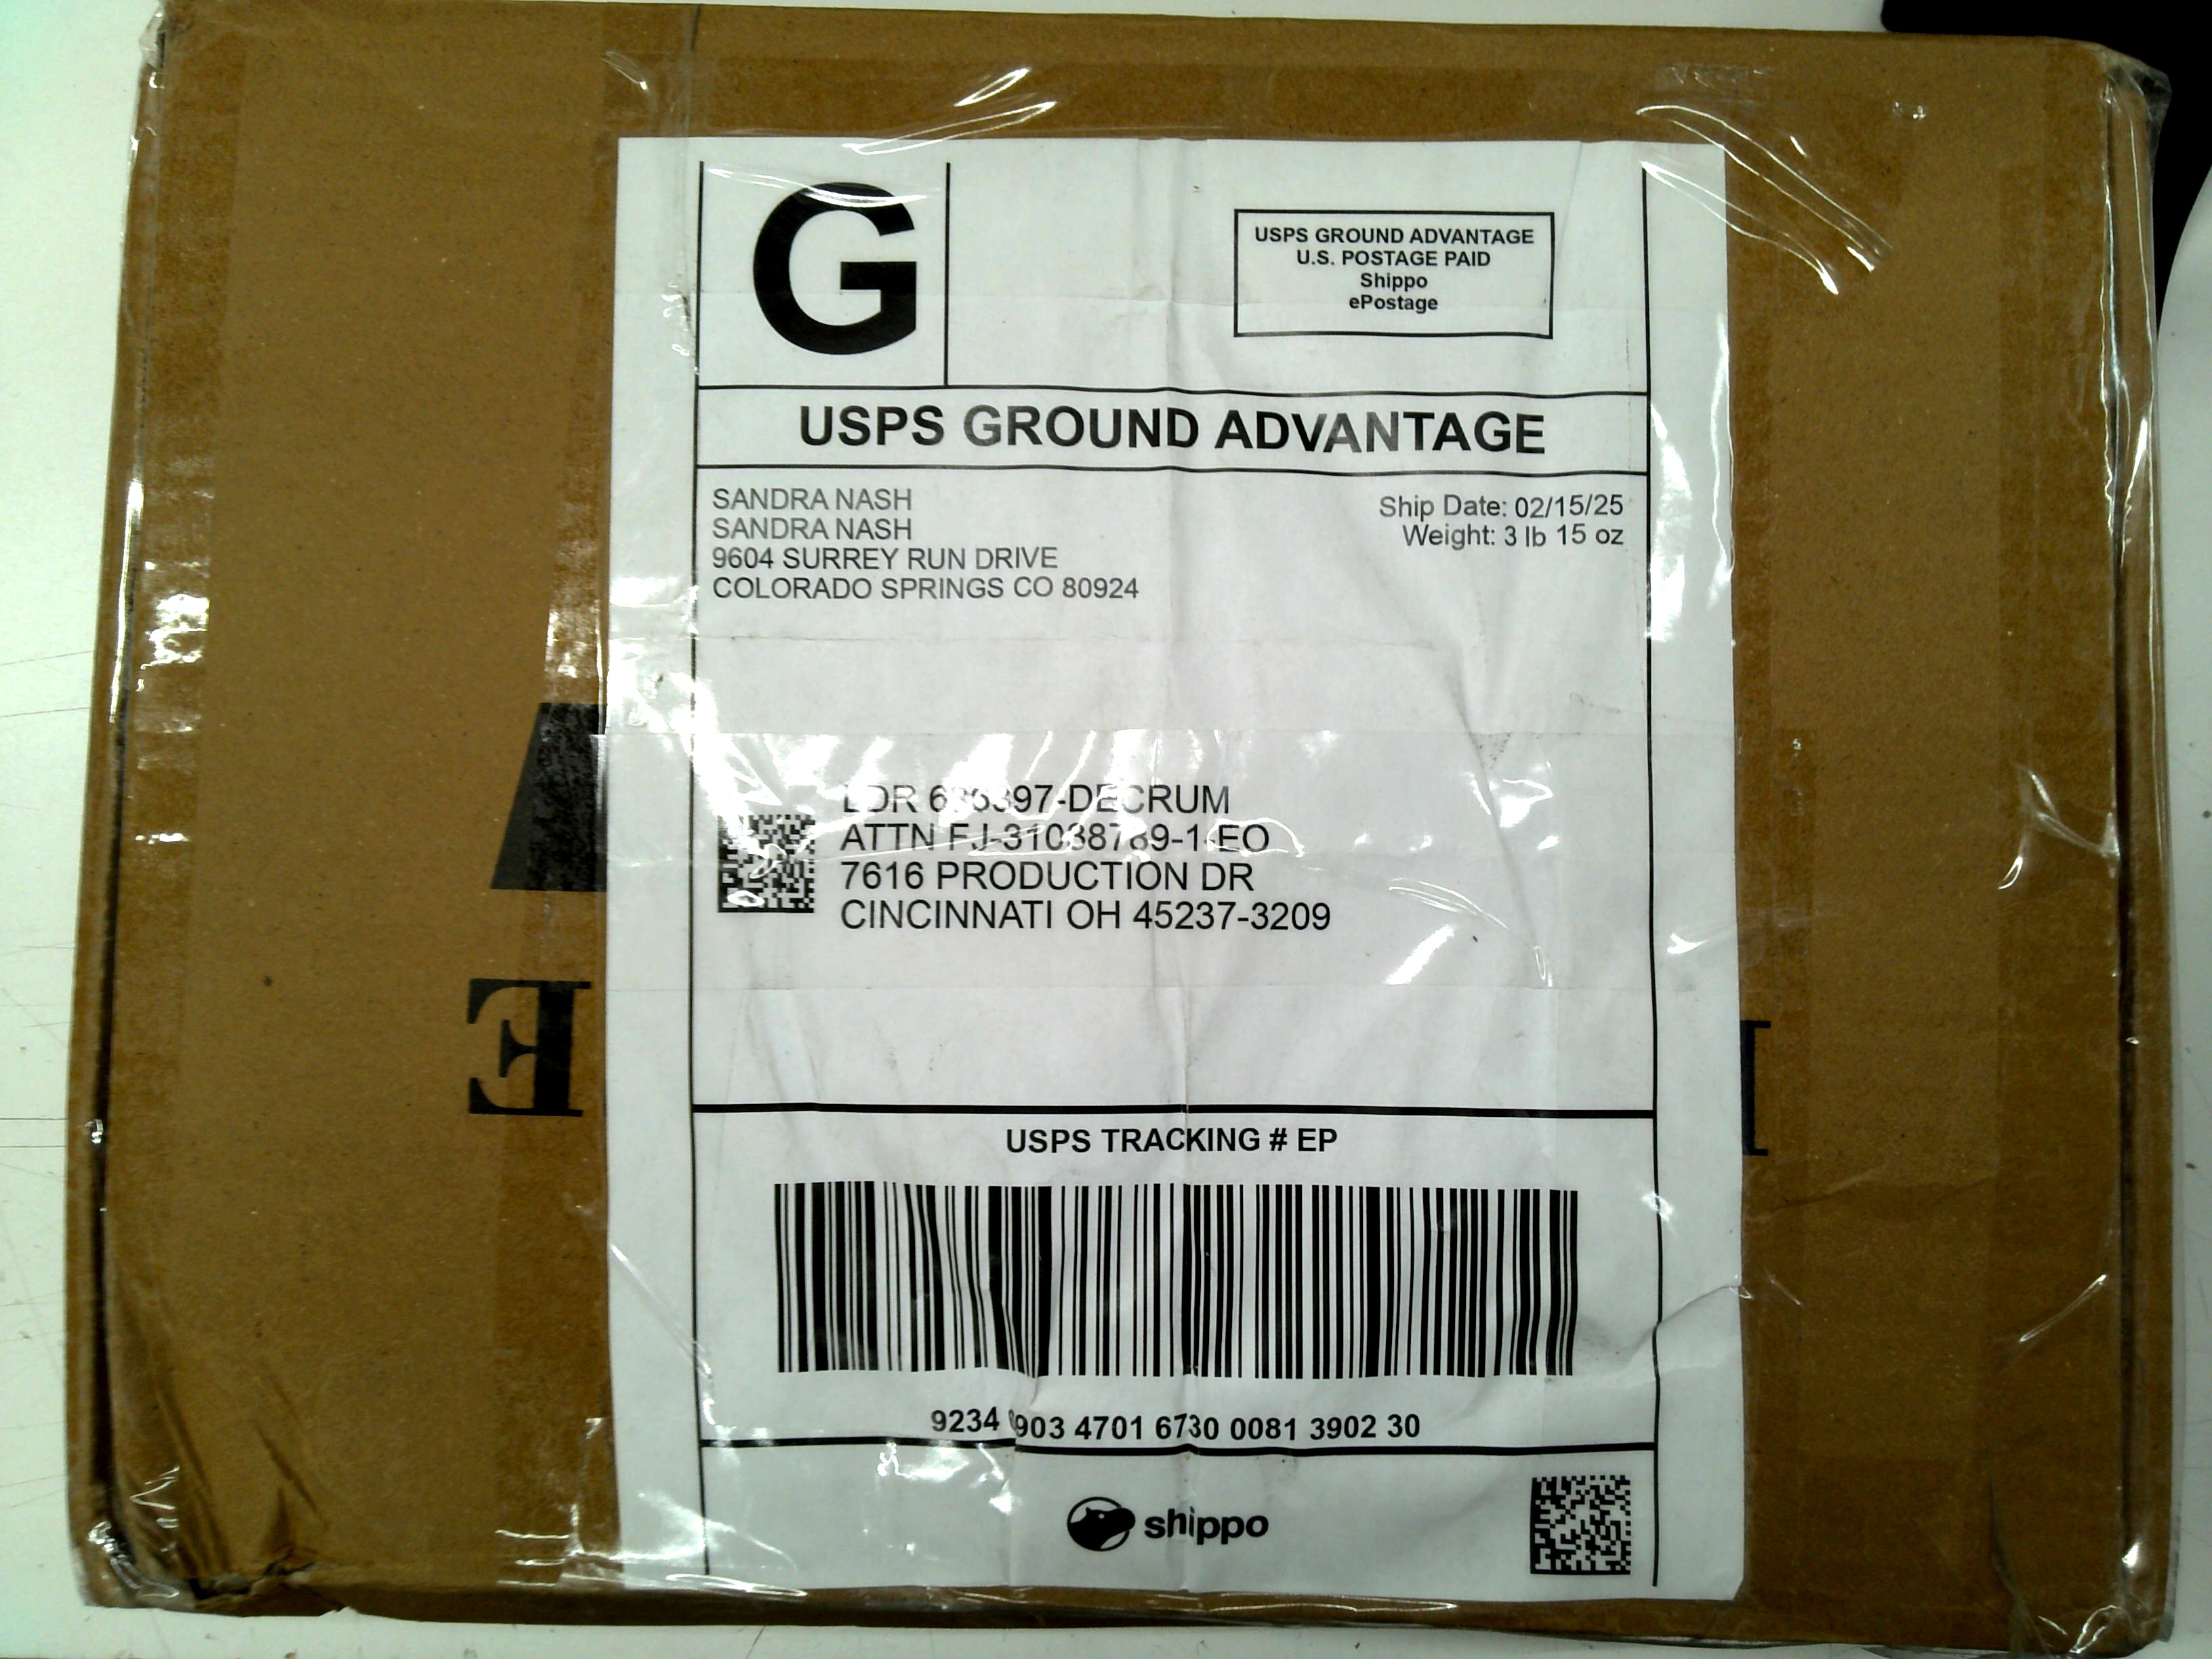 G
USPS GROUND ADVANTAGE
U.S. POSTAGE PAID
Shippo
ePostage
USPS GROUND ADVANTAGE
SANDRA NASH
SANDRA NASH
9604 SURREY RUN DRIVE
COLORADO SPRINGS CO 80924
Ship Date: 02/15/25
Weight: 3 lb 15 oz
ATTN
7616 PRODUCTION DR
CINCINNATI OH 45237-3209
USPS TRACKING # EP
9234 4701 6730 0081 3902 30
shippo
E